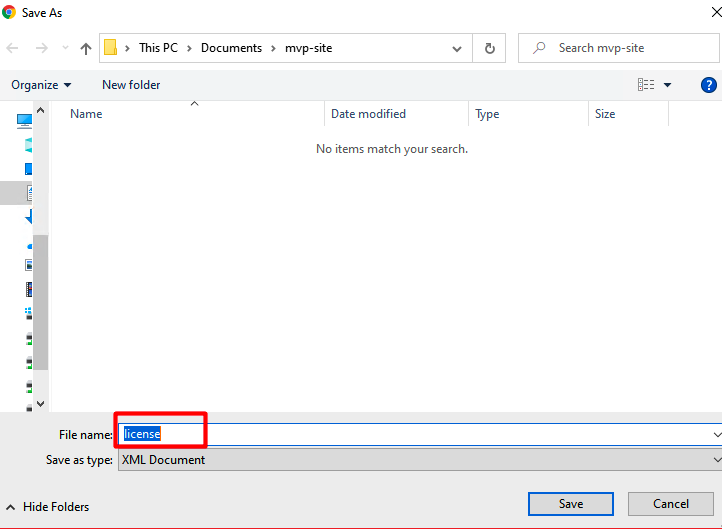 Save As
This PC > Documents > mvp-site
Search mvp-site
Organize New folder ?
Name Date modified Type Size
No items match your search.
File name: license
Save as type: XML Document
Hide Folders Save Cancel